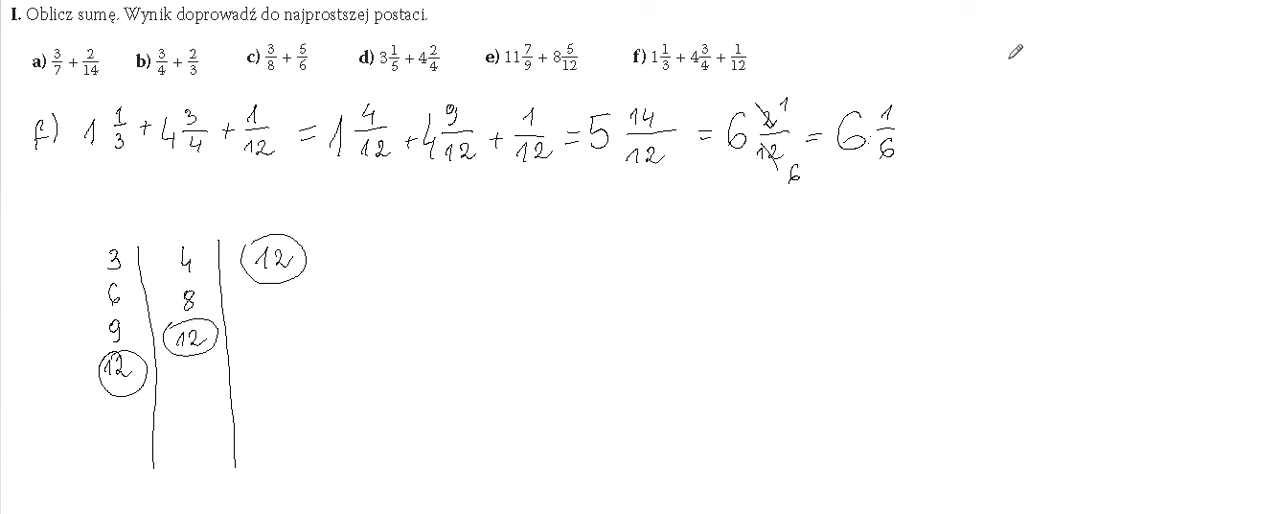 I. Oblicz sumę. Wynik doprowadź do najprostszej postaci.
a) 3/7 + 2/14 b) 3/4 + 2/3 c) 3/8 + 5/6 d) 3 1/5 + 4 2/4 e) 11 7/9 + 8 5/12 f) 1 1/3 + 4 3/4 + 1/12
f) 1 1/3 + 4 3/4 + 1/12 = 1 4/12 + 4 9/12 + 1/12 = 5 14/12 = 6 2/12 1 6 = 6 1/6
3 4 12
6 8
9 12
12